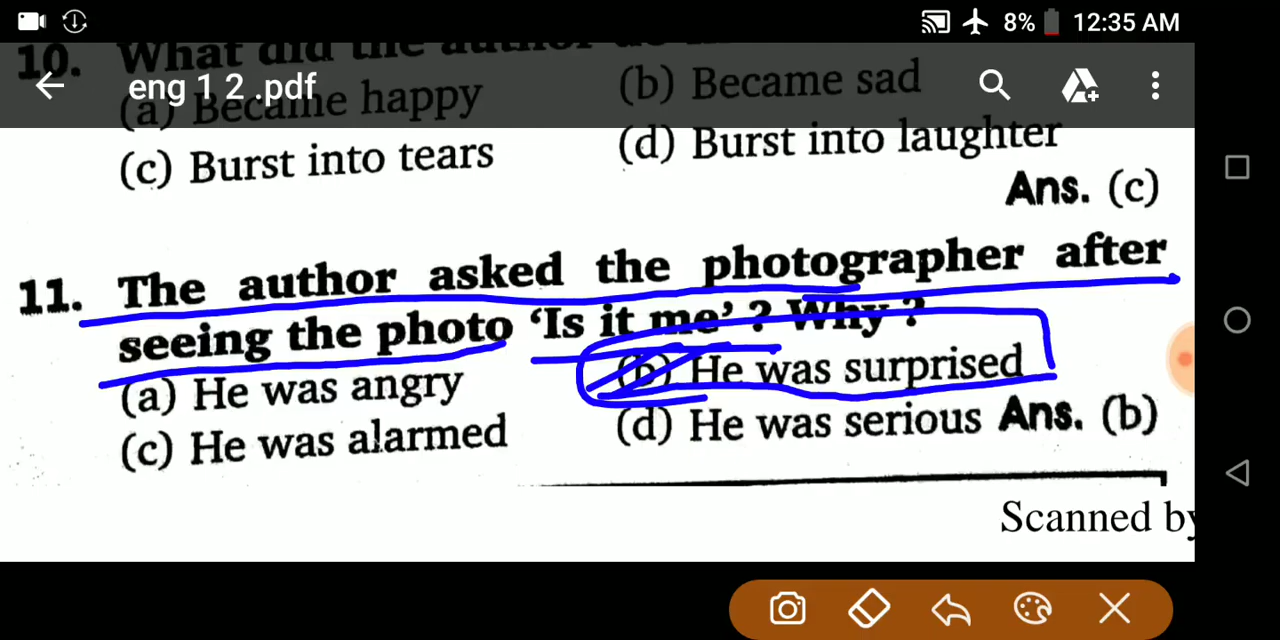 8% 12:35 AM
10. What did the author
eng 1 2 .pdf
(a) Became happy (b) Became sad
(c) Burst into tears (d) Burst into laughter
Ans. (c)
11. The author asked the photographer after
seeing the photo ‘Is it me’ ? Why ?
(a) He was angry (b) He was surprised
(c) He was alarmed (d) He was serious Ans. (b)
Scanned by